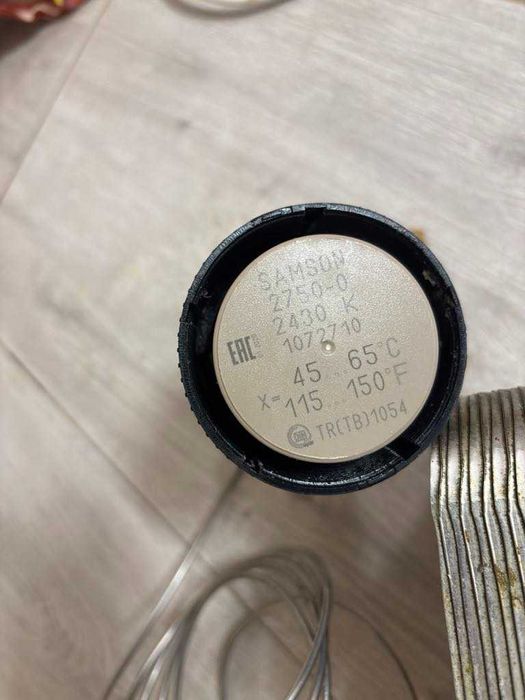 SAMSON
2750-0
2430 K
1072710
EAC
X= 45...65°C
115...150°F
TR(TB)1054